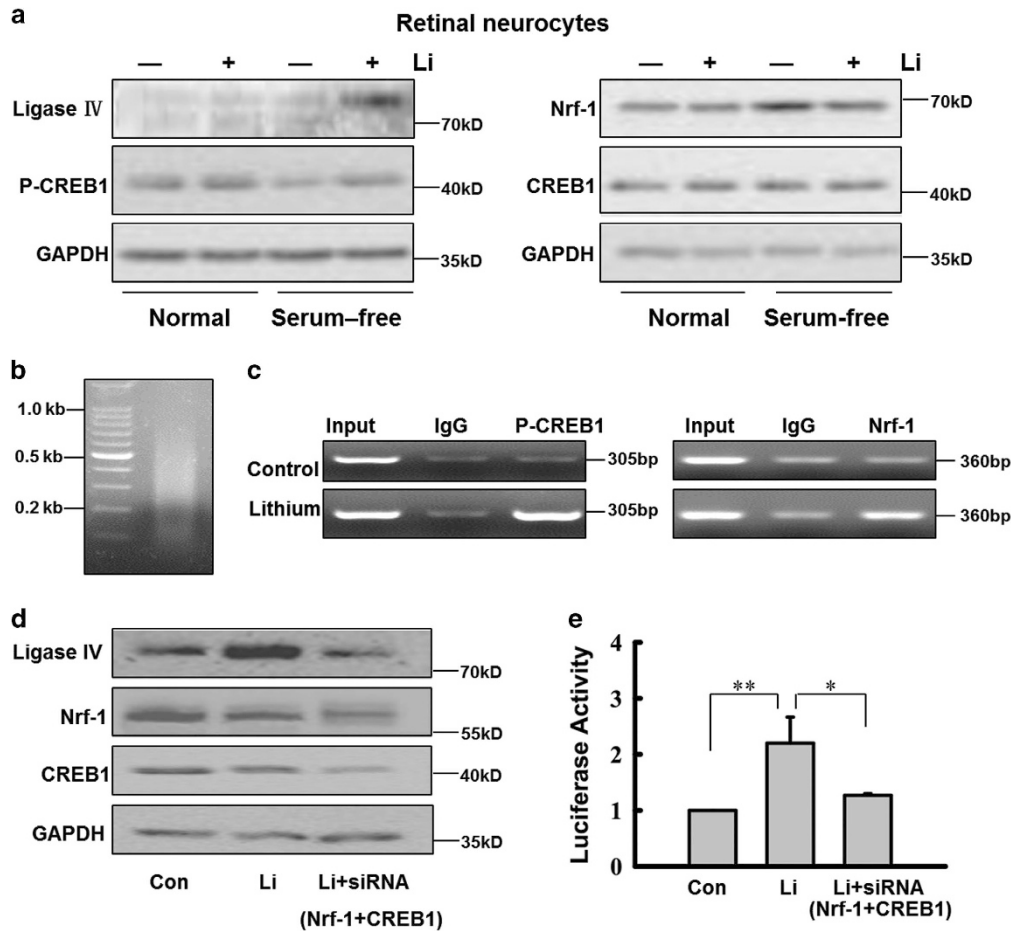 a
Retinal neurocytes
— + — + Li
Ligase Ⅳ
70kD
P-CREB1
40kD
GAPDH
35kD
Normal Serum–free
— + — + Li
Nrf-1
70kD
CREB1
40kD
GAPDH
35kD
Normal Serum-free
b
1.0 kb
0.5 kb
0.2 kb
c
Input IgG P-CREB1
Control 305bp
Lithium 305bp
Input IgG Nrf-1
360bp
360bp
d
Ligase IV
70kD
Nrf-1
55kD
CREB1
40kD
GAPDH
35kD
Con Li Li+siRNA
(Nrf-1+CREB1)
e
Luciferase Activity
4
3
2
1
0
** *
Con Li Li+siRNA
(Nrf-1+CREB1)